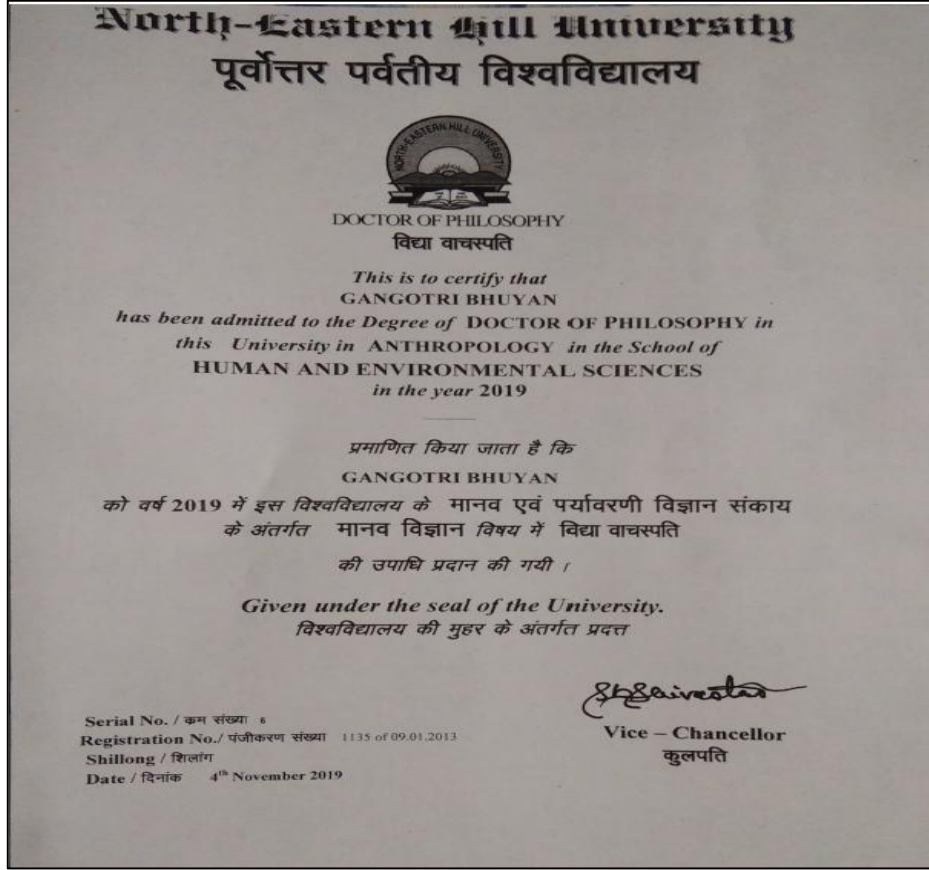 North-Eastern Hill University
पूर्वोत्तर पर्वतीय विश्वविद्यालय
NORTH-EASTERN HILL UNIVERSITY
DOCTOR OF PHILOSOPHY
विद्या वाचस्पति
This is to certify that
GANGOTRI BHUYAN
has been admitted to the Degree of DOCTOR OF PHILOSOPHY in
this University in ANTHROPOLOGY in the School of
HUMAN AND ENVIRONMENTAL SCIENCES
in the year 2019
प्रमाणित किया जाता है कि
GANGOTRI BHUYAN
को वर्ष 2019 में इस विश्वविद्यालय के मानव एवं पर्यावरणी विज्ञान संकाय
के अंतर्गत मानव विज्ञान विषय में विद्या वाचस्पति
की उपाधि प्रदान की गयी ।
Given under the seal of the University.
विश्वविद्यालय की मुहर के अंतर्गत प्रदत्त
Serial No. / कम संख्या 6
Registration No./ पंजीकरण संख्या 1135 of 09.01.2013
Shillong / शिलांग
Date / दिनांक 4th November 2019
Vice – Chancellor
कुलपति